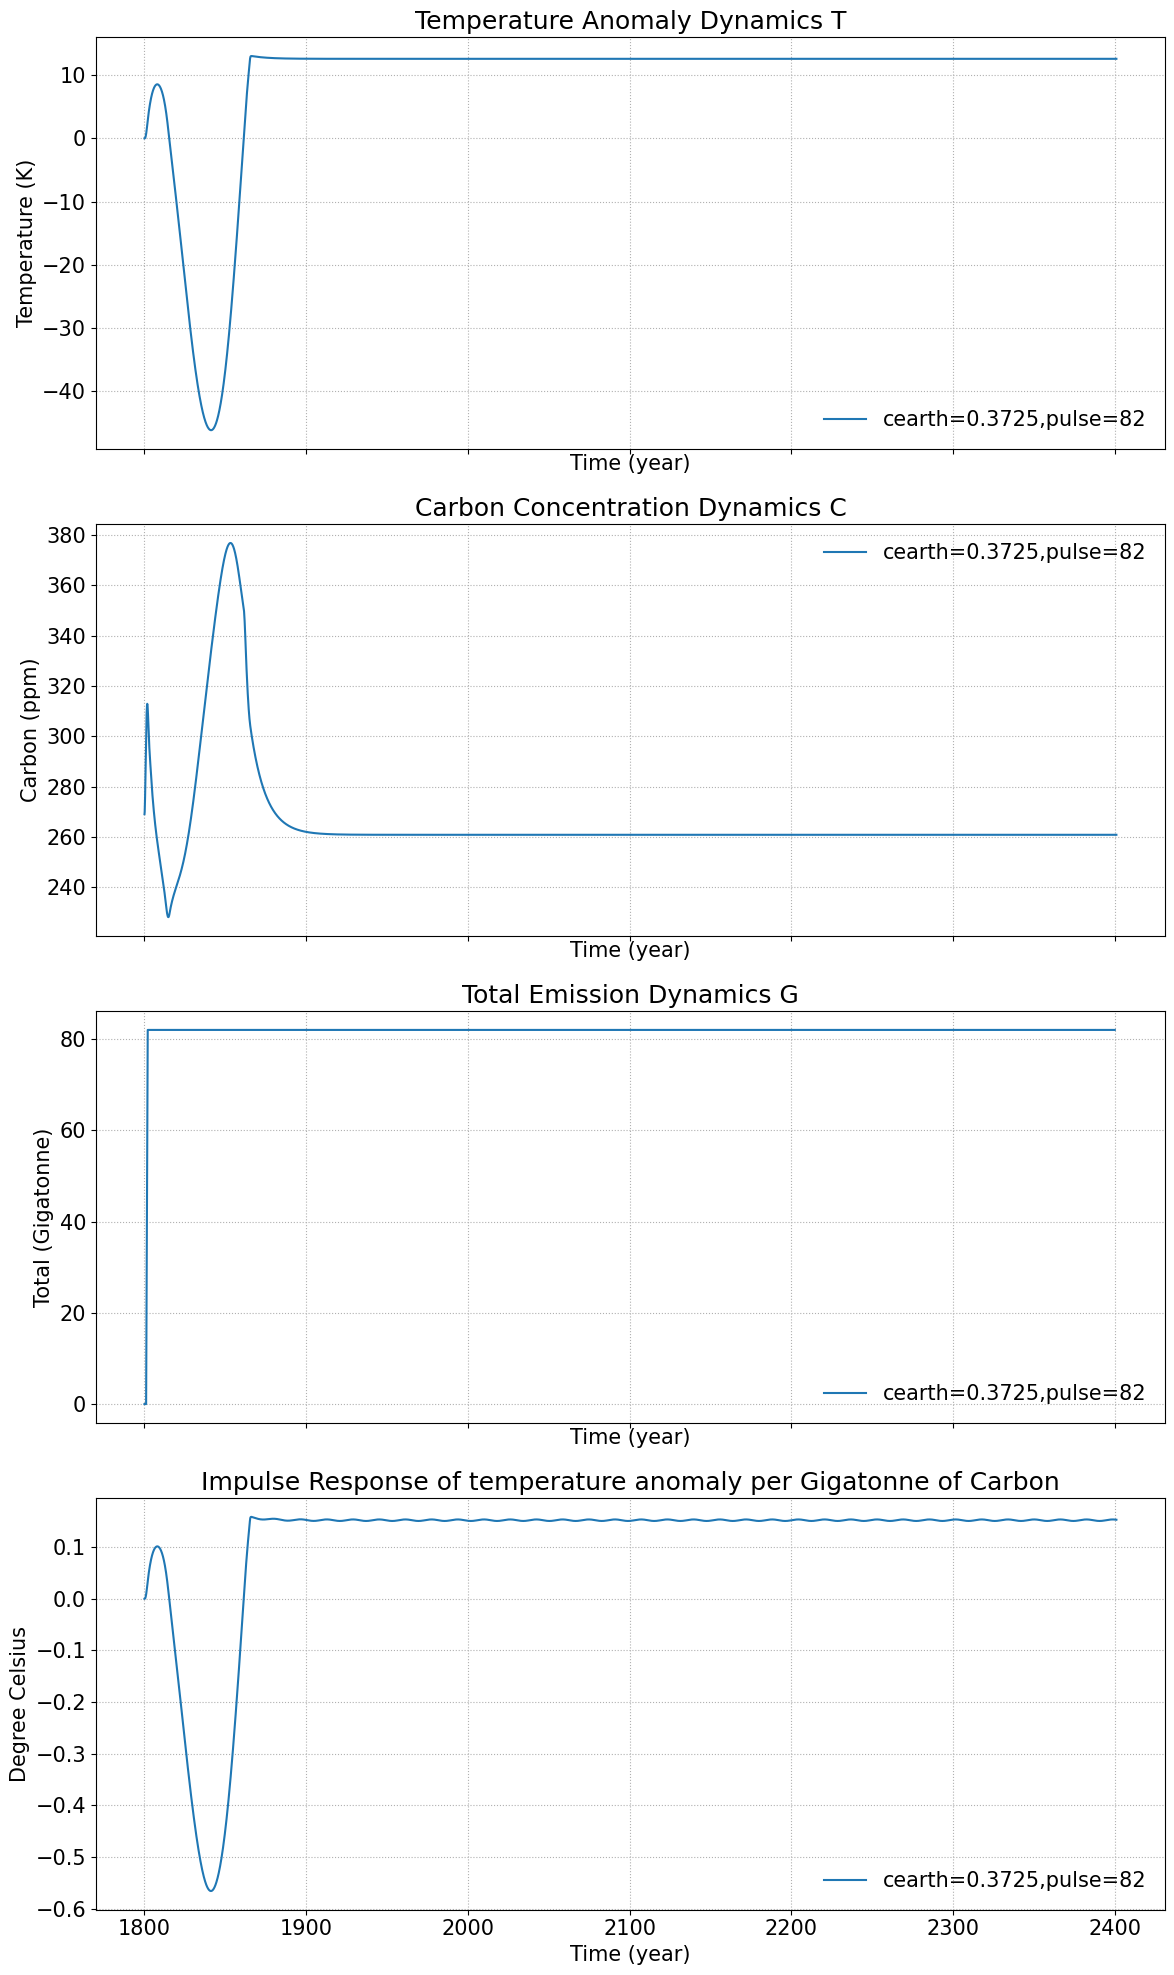 Temperature Anomaly Dynamics T
10
0
−10
−20
−30
−40
Temperature (K)
cearth=0.3725,pulse=82
Time (year)
Carbon Concentration Dynamics C
380
360
340
320
300
280
260
240
Carbon (ppm)
cearth=0.3725,pulse=82
Time (year)
Total Emission Dynamics G
80
60
40
20
0
Total (Gigatonne)
cearth=0.3725,pulse=82
Time (year)
Impulse Response of temperature anomaly per Gigatonne of Carbon
0.1
0.0
−0.1
−0.2
−0.3
−0.4
−0.5
−0.6
Degree Celsius
cearth=0.3725,pulse=82
1800 1900 2000 2100 2200 2300 2400
Time (year)